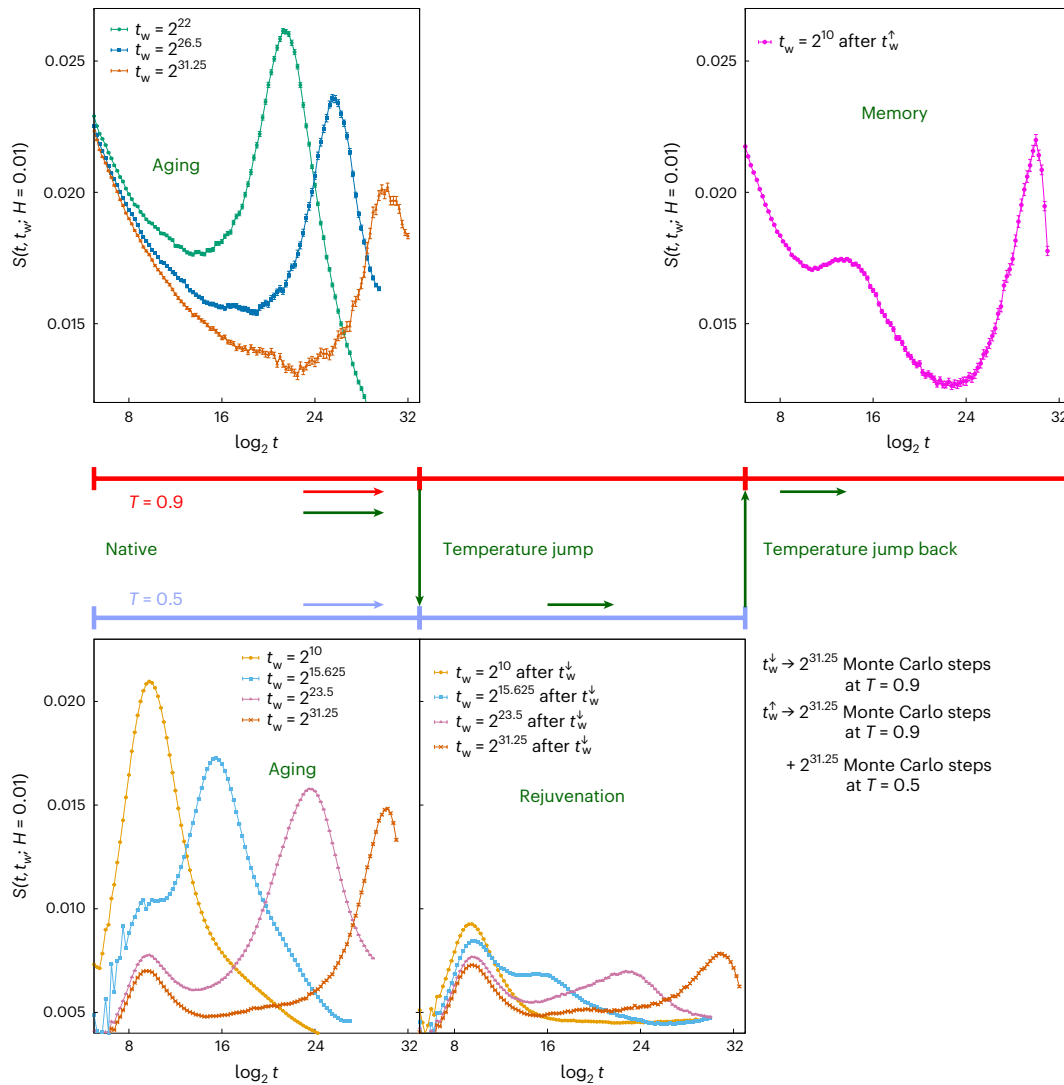 t_w = 2^22
t_w = 2^26.5
t_w = 2^31.25
Aging
0.025
0.020
0.015
S(t, t_w; H = 0.01)
8 16 24 32
log_2 t
t_w = 2^10 after t_w^↑
Memory
0.025
0.020
0.015
S(t, t_w; H = 0.01)
8 16 24 32
log_2 t
T = 0.9
Native
Temperature jump
Temperature jump back
T = 0.5
t_w = 2^10
t_w = 2^15.625
t_w = 2^23.5
t_w = 2^31.25
Aging
0.020
0.015
0.010
0.005
S(t, t_w; H = 0.01)
8 16 24 32
log_2 t
t_w = 2^10 after t_w^↓
t_w = 2^15.625 after t_w^↓
t_w = 2^23.5 after t_w^↓
t_w = 2^31.25 after t_w^↓
Rejuvenation
8 16 24 32
log_2 t
t_w^↓ → 2^31.25 Monte Carlo steps
at T = 0.9
t_w^↑ → 2^31.25 Monte Carlo steps
at T = 0.9
+ 2^31.25 Monte Carlo steps
at T = 0.5